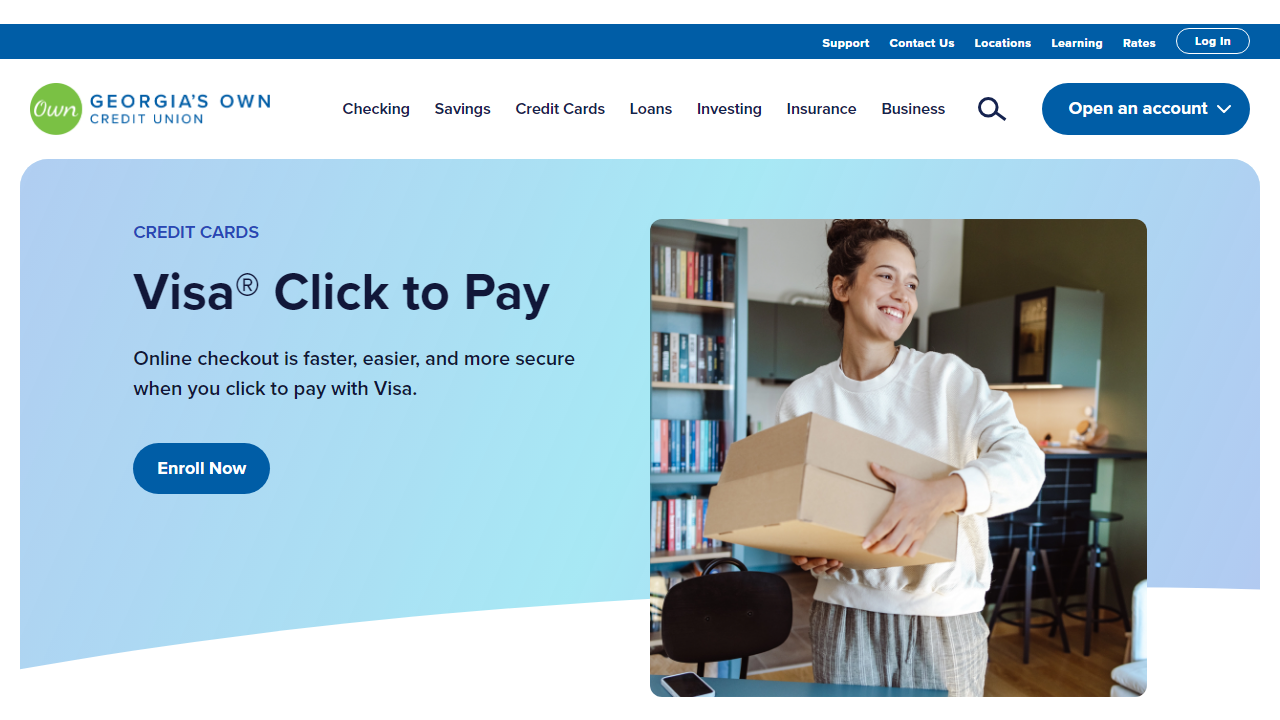 Support Contact Us Locations Learning Rates Log In
Own GEORGIA'S OWN
CREDIT UNION
Checking Savings Credit Cards Loans Investing Insurance Business Open an account
CREDIT CARDS
Visa® Click to Pay
Online checkout is faster, easier, and more secure
when you click to pay with Visa.
Enroll Now